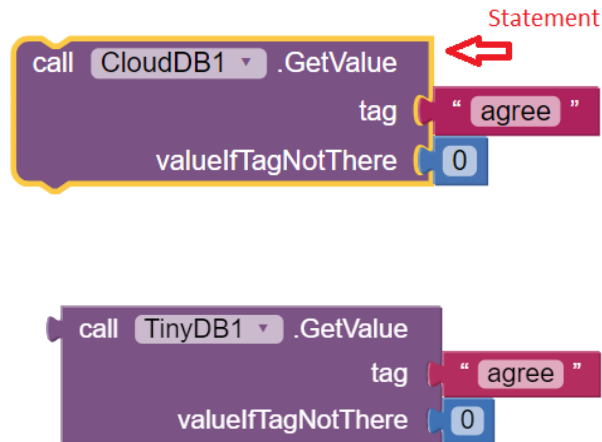 Statement
call CloudDB1 .GetValue
tag " agree "
valueIfTagNotThere 0
call TinyDB1 .GetValue
tag " agree "
valueIfTagNotThere 0